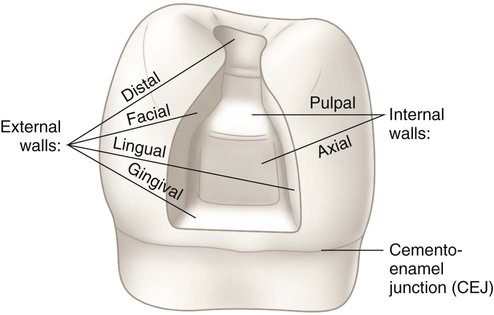 External
walls:
Distal
Facial
Lingual
Gingival
Pulpal
Axial
Internal
walls:
Cemento-
enamel
junction (CEJ)